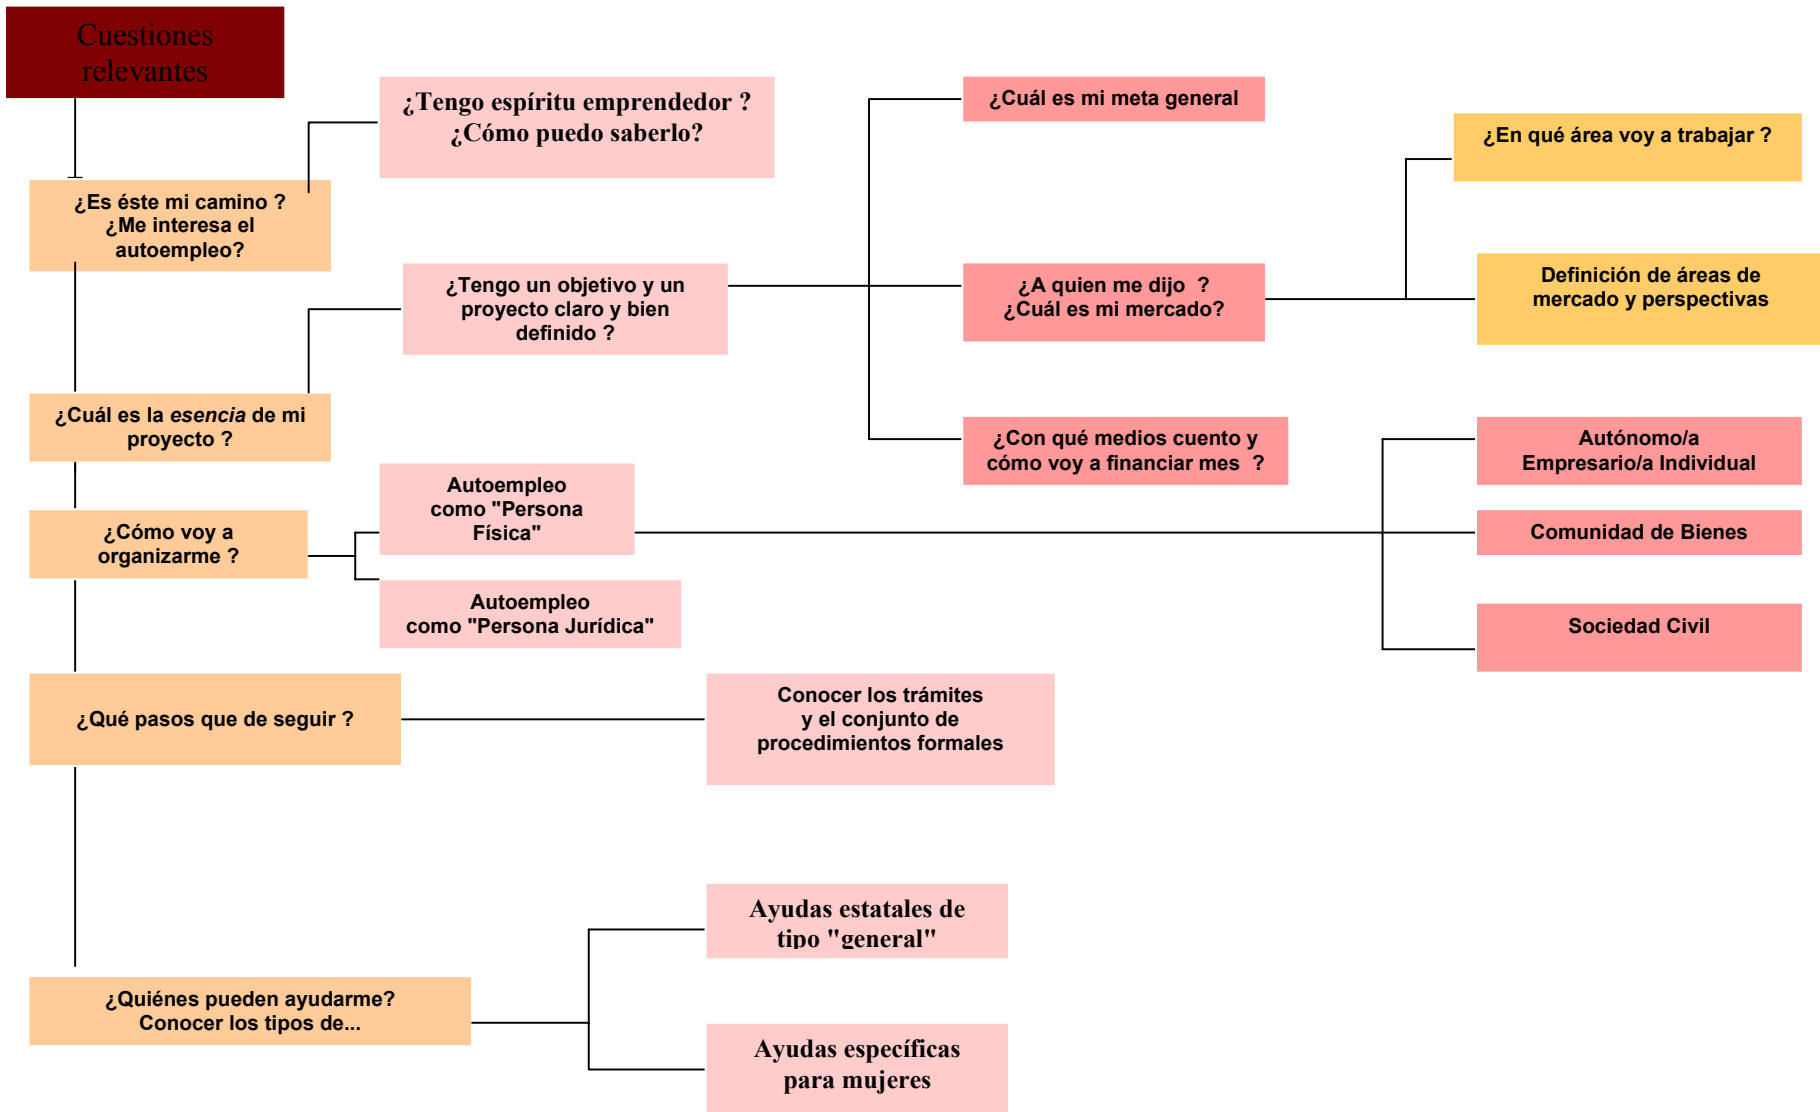 Cuestiones
relevantes
¿Tengo espíritu emprendedor ?
¿Cómo puedo saberlo?
¿Cuál es mi meta general
¿En qué área voy a trabajar ?
¿Es éste mi camino ?
¿Me interesa el
autoempleo?
¿Tengo un objetivo y un
proyecto claro y bien
definido ?
¿A quien me dijo ?
¿Cuál es mi mercado?
Definición de áreas de
mercado y perspectivas
¿Cuál es la esencia de mi
proyecto ?
¿Con qué medios cuento y
cómo voy a financiar mes ?
Autónomo/a
Empresario/a Individual
¿Cómo voy a
organizarme ?
Autoempleo
como "Persona
Física"
Comunidad de Bienes
Autoempleo
como "Persona Jurídica"
Sociedad Civil
¿Qué pasos que de seguir ?
Conocer los trámites
y el conjunto de
procedimientos formales
Ayudas estatales de
tipo "general"
¿Quiénes pueden ayudarme?
Conocer los tipos de...
Ayudas específicas
para mujeres